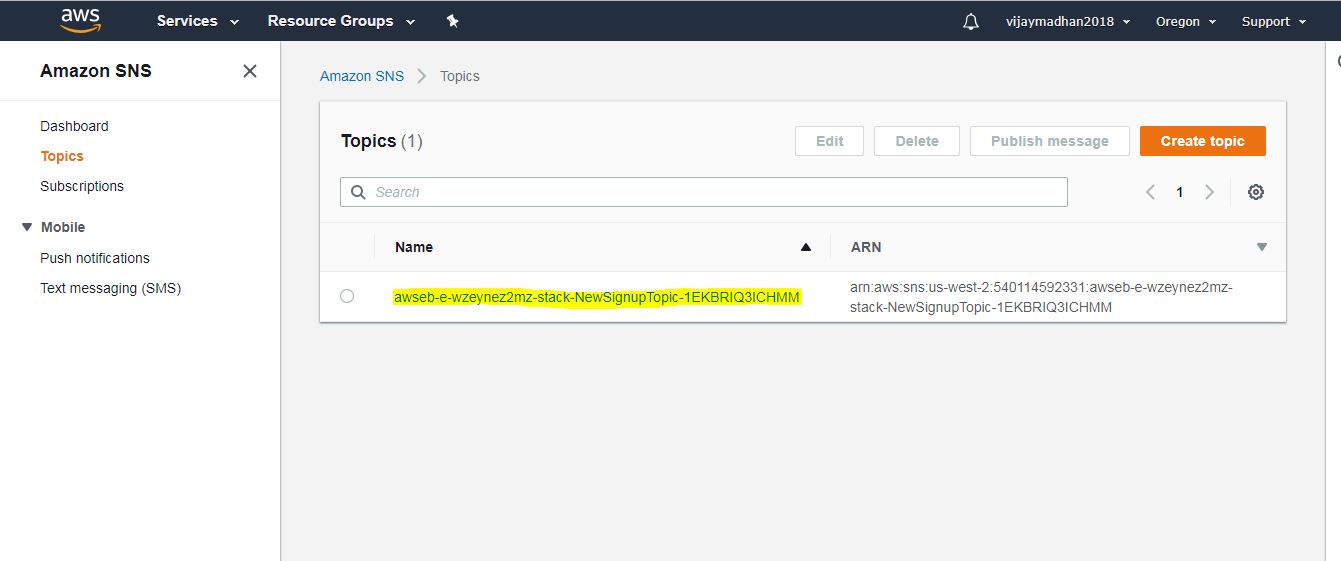 aws Services Resource Groups vijaymadhan2018 Oregon Support
Amazon SNS
Dashboard
Topics
Subscriptions
Mobile
Push notifications
Text messaging (SMS)
Amazon SNS Topics
Topics (1) Edit Delete Publish message Create topic
Search 1
Name ARN
awseb-e-wzeynez2mz-stack-NewSignupTopic-1EKBRIQ3ICHMM
arn:aws:sns:us-west-2:540114592331:awseb-e-wzeynez2mz-
stack-NewSignupTopic-1EKBRIQ3ICHMM